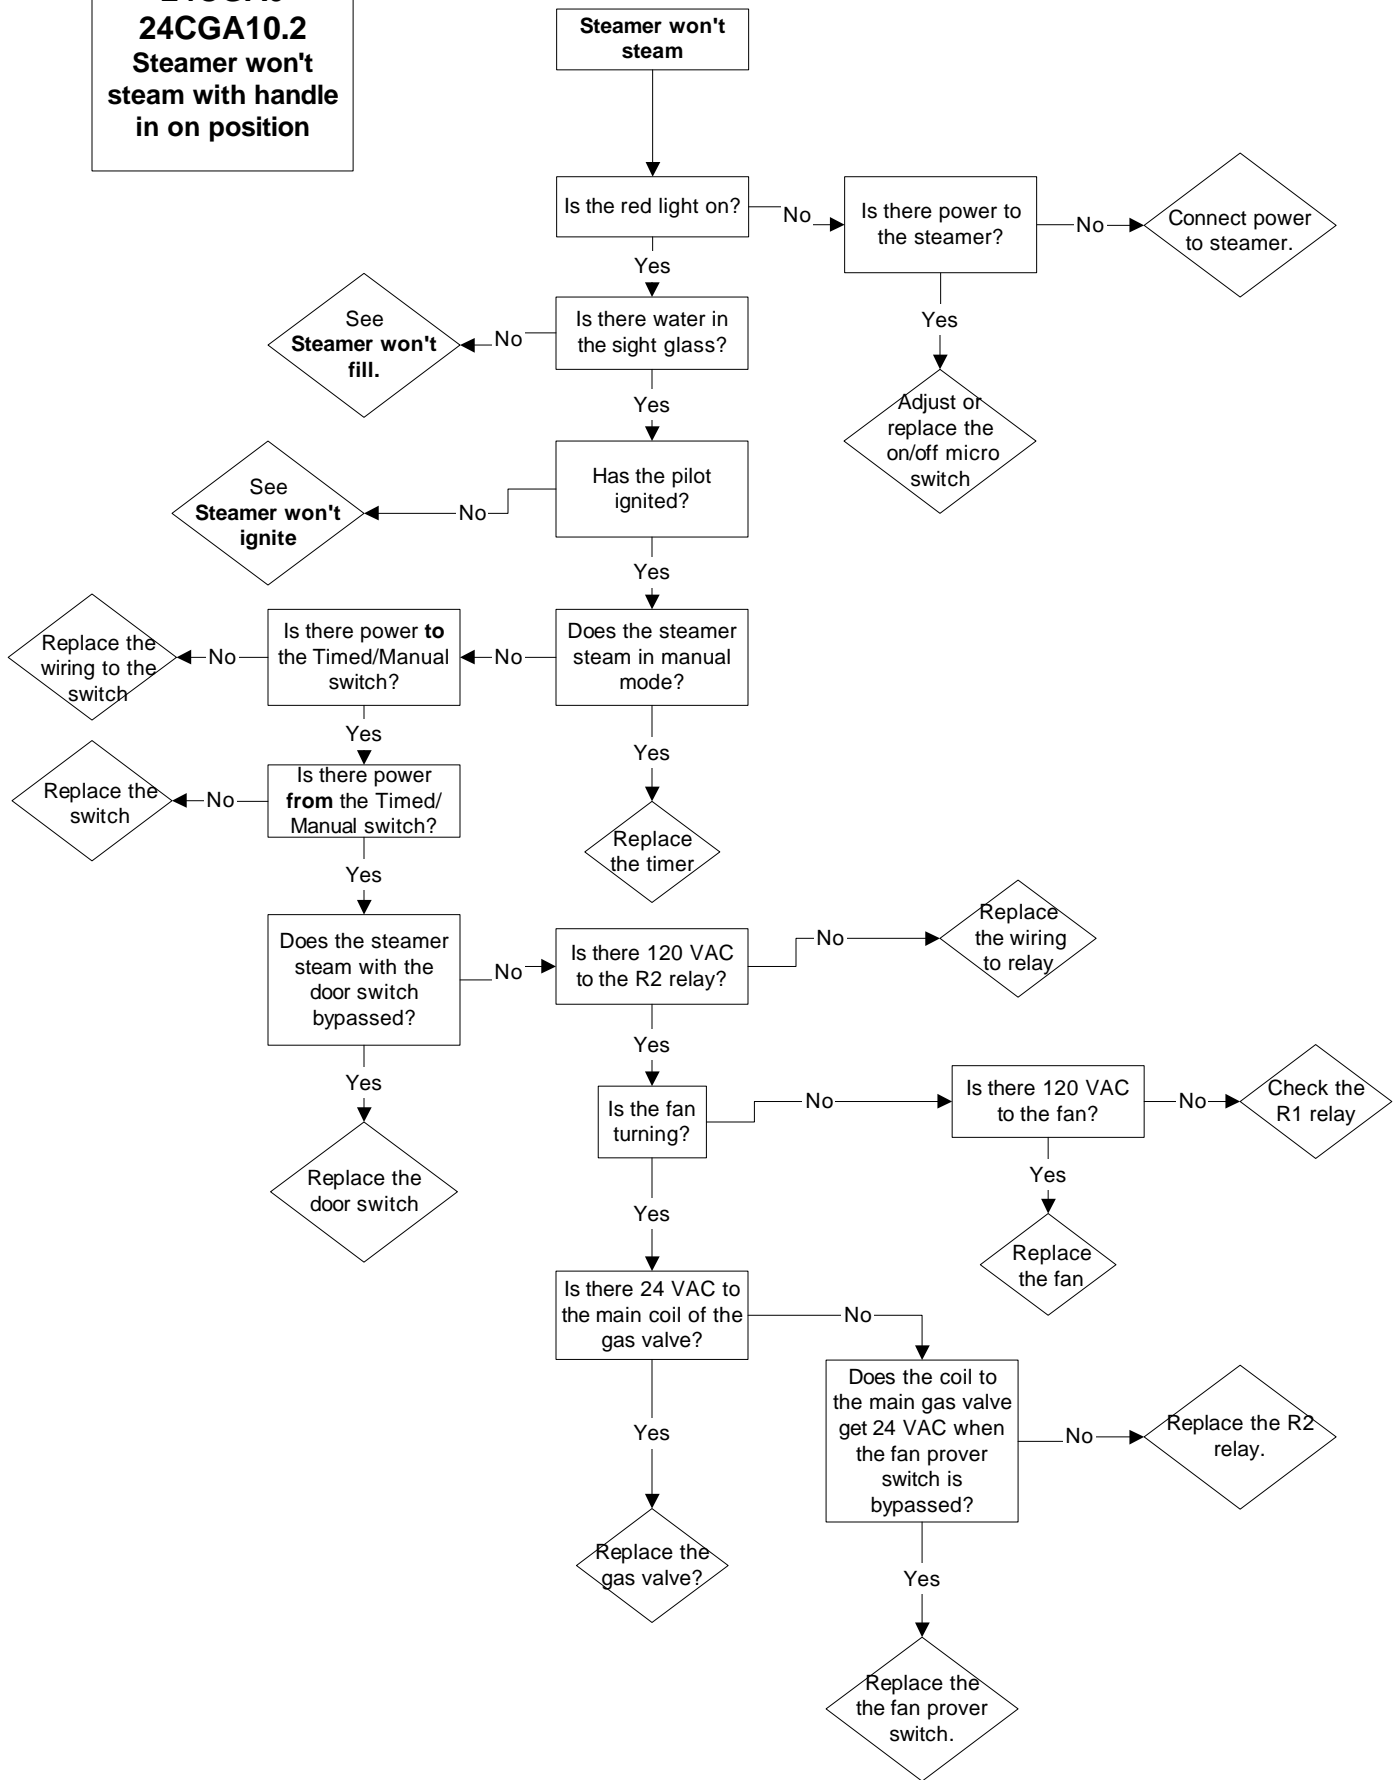 24CGA10.2
Steamer won't
steam with handle
in on position
Steamer won't
steam
Is the red light on?
No
Is there power to
the steamer?
No
Connect power
to steamer.
Yes
Yes
Adjust or
replace the
on/off micro
switch
Is there water in
the sight glass?
No
See
Steamer won't
fill.
Yes
Has the pilot
ignited?
No
See
Steamer won't
ignite
Yes
Does the steamer
steam in manual
mode?
No
Is there power to
the Timed/Manual
switch?
No
Replace the
wiring to the
switch
Yes
Yes
Replace
the timer
Is there power
from the Timed/
Manual switch?
No
Replace the
switch
Yes
Does the steamer
steam with the
door switch
bypassed?
No
Is there 120 VAC
to the R2 relay?
No
Replace
the wiring
to relay
Yes
Replace the
door switch
Yes
Is the fan
turning?
No
Is there 120 VAC
to the fan?
No
Check the
R1 relay
Yes
Replace
the fan
Yes
Is there 24 VAC to
the main coil of the
gas valve?
No
Does the coil to
the main gas valve
get 24 VAC when
the fan prover
switch is
bypassed?
No
Replace the R2
relay.
Yes
Replace the
gas valve?
Yes
Replace the
the fan prover
switch.